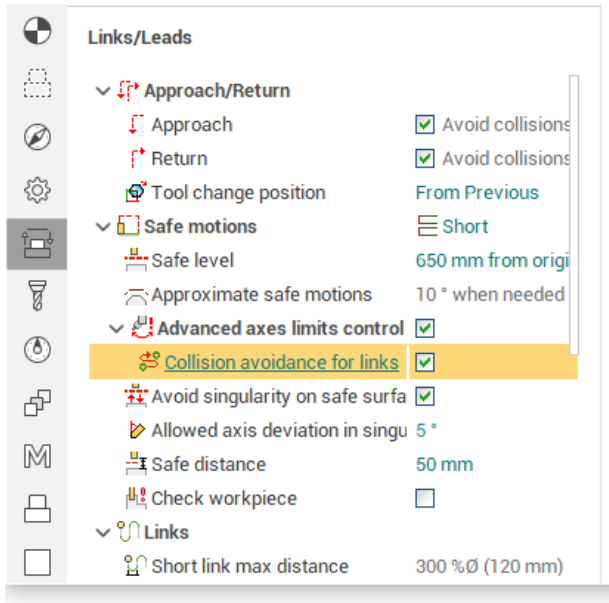 Links/Leads
Approach/Return
Approach Avoid collisions
Return Avoid collisions
Tool change position From Previous
Safe motions Short
Safe level 650 mm from origi
Approximate safe motions 10 ° when needed
Advanced axes limits control
Collision avoidance for links
Avoid singularity on safe surfa
Allowed axis deviation in singu 5 °
Safe distance 50 mm
Check workpiece
Links
Short link max distance 300 %Ø (120 mm)